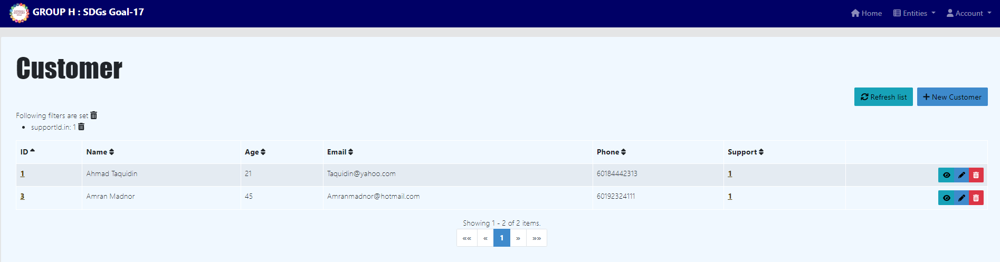 GROUP H : SDGs Goal-17
Home Entities Account
Customer
Refresh list New Customer
Following filters are set
supportId.in: 1
ID Name Age Email Phone Support
1 Ahmad Taquidin 21 Taquidin@yahoo.com 60184442313 1
3 Amran Madnor 45 Amranmadnor@hotmail.com 60192324111 1
Showing 1 - 2 of 2 items.
«« « 1 » »»